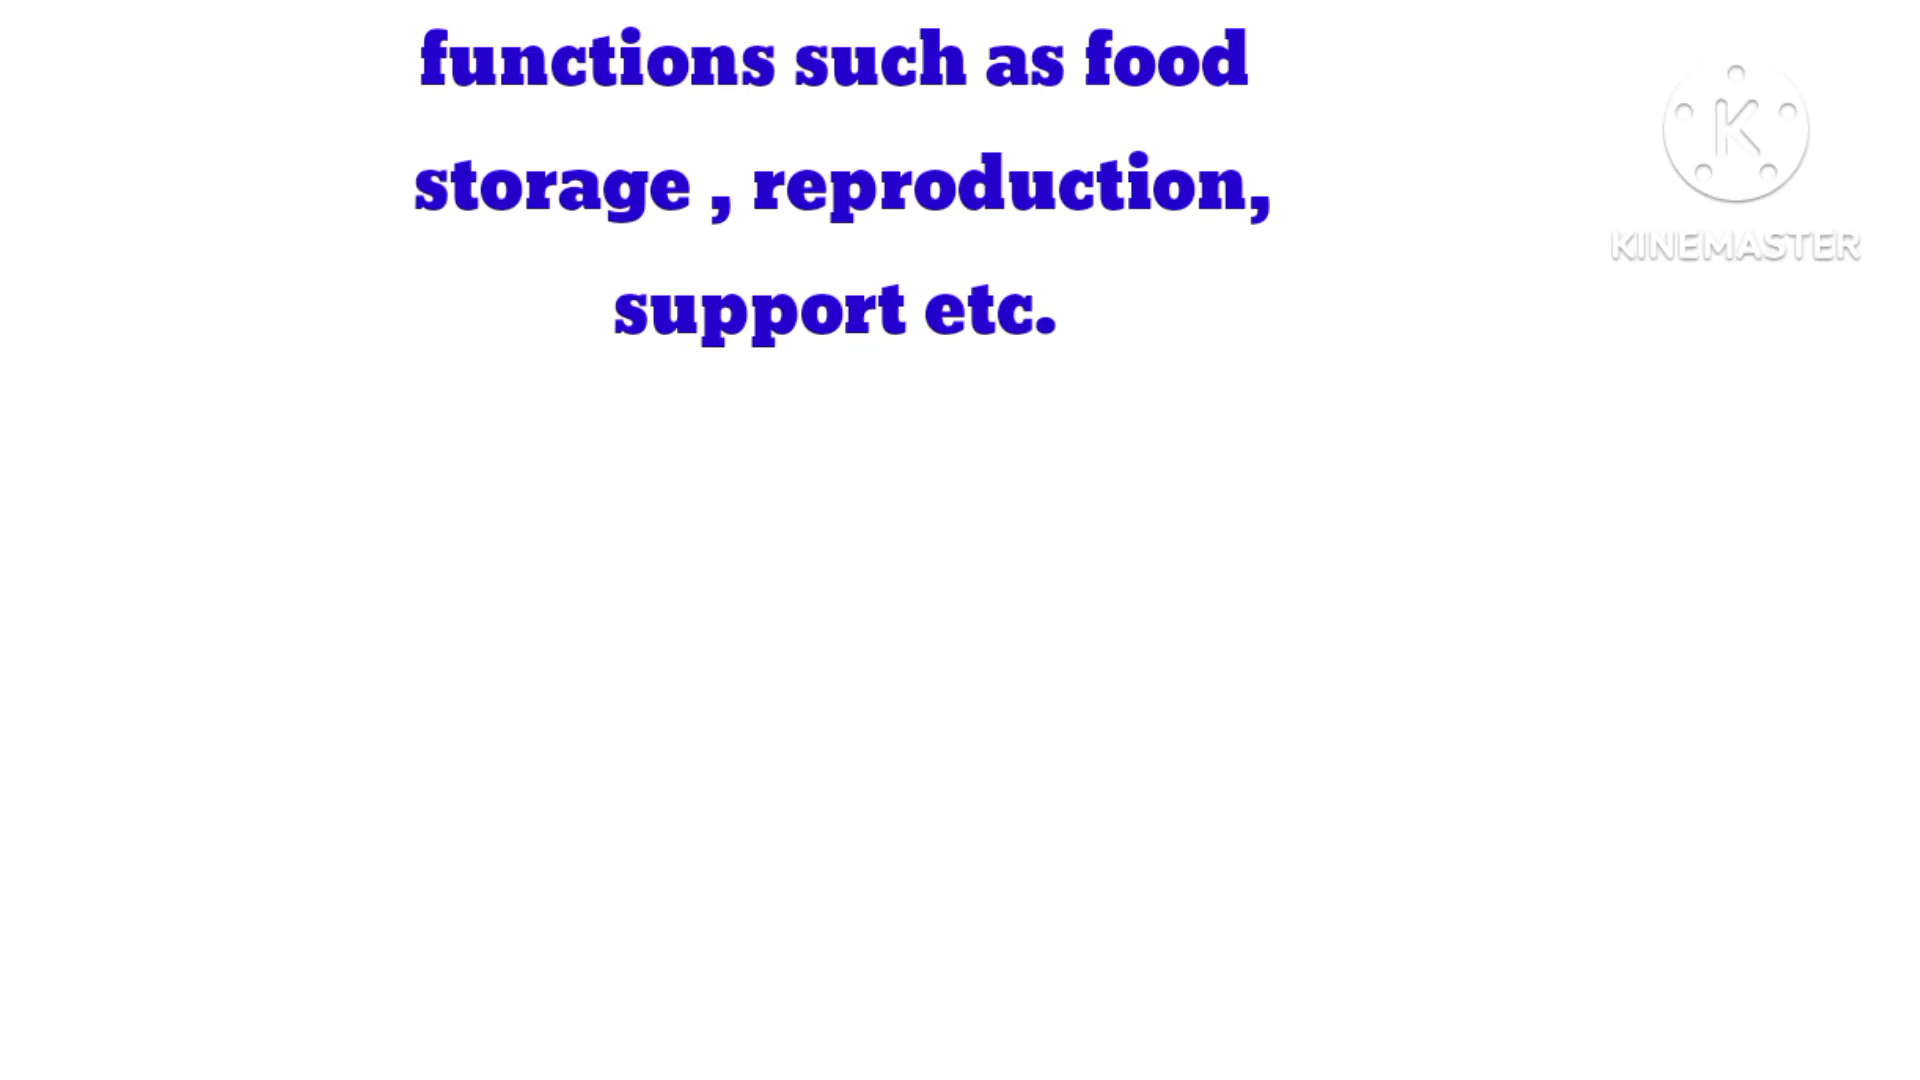 functions such as food
storage , reproduction,
support etc.
K
KINEMASTER